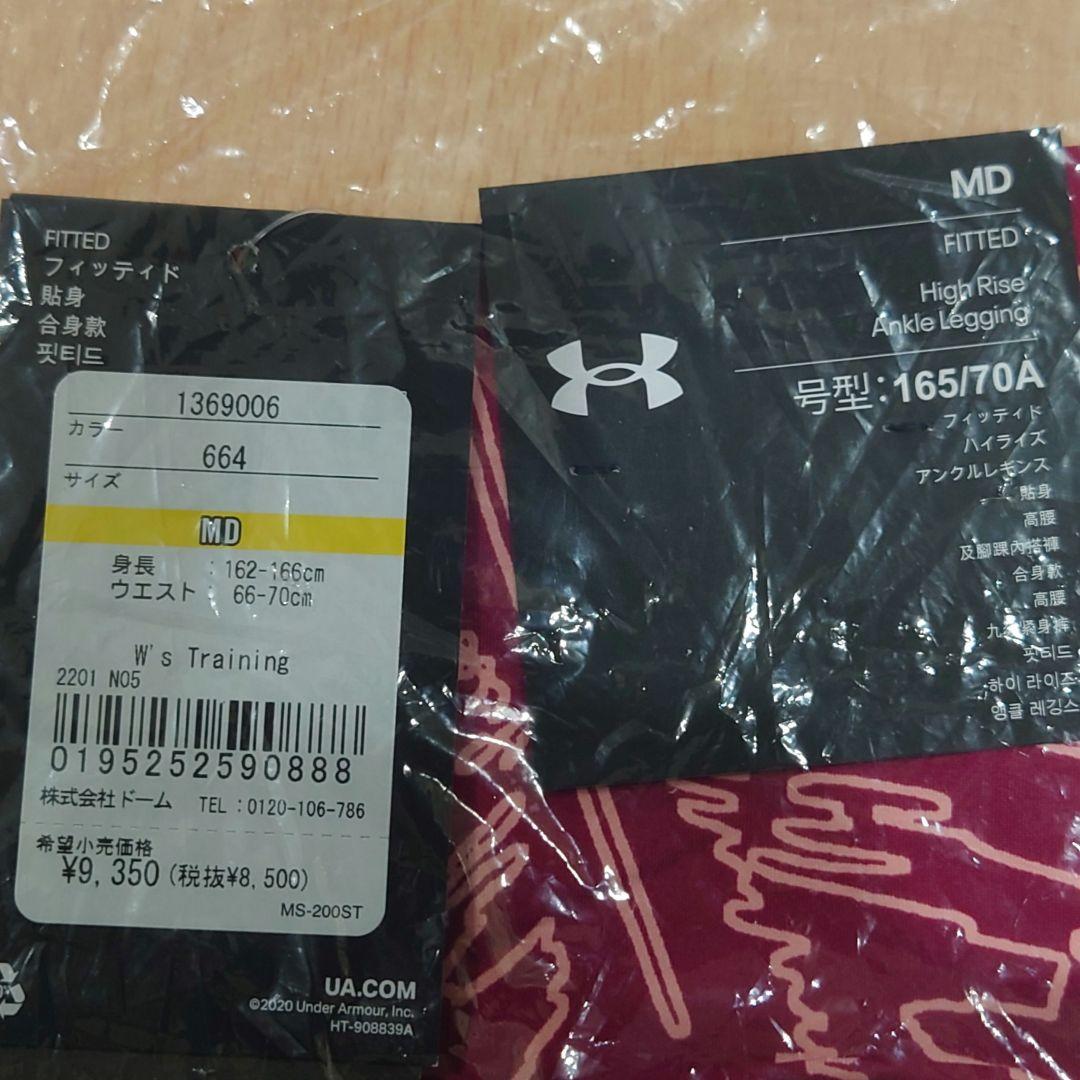 FITTED
フィッティド
貼身
合身款
핏티드
1369006
カラー
664
サイズ
MD
身長 : 162-166cm
ウエスト : 66-70cm
W's Training
2201 N05
0195252590888
株式会社ドーム TEL : 0120-106-786
希望小売価格
¥9,350 (税抜¥8,500)
MS-200ST
UA.COM
©2020 Under Armour, Inc.
HT-908839A
MD
FITTED
High Rise
Ankle Legging
号型: 165/70A
フィッティド
ハイライズ
アンクルレギンス
貼身
高腰
及腳踝內搭褲
合身款
高腰
九分紧身裤
핏티드
하이 라이즈
앵클 레깅스